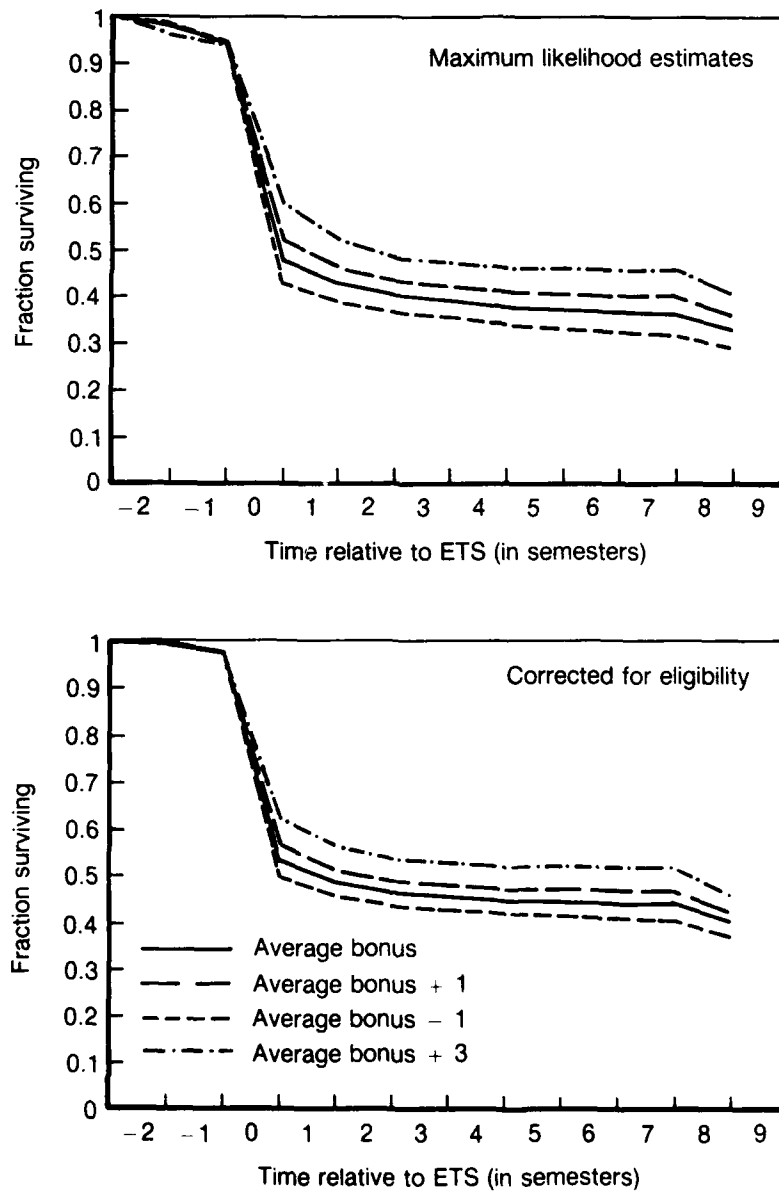 Maximum likelihood estimates
1
0.9
0.8
0.7
0.6
0.5
0.4
0.3
0.2
0.1
0
Fraction surviving
−2 −1 0 1 2 3 4 5 6 7 8 9
Time relative to ETS (in semesters)
Corrected for eligibility
1
0.9
0.8
0.7
0.6
0.5
0.4
0.3
0.2
0.1
0
Fraction surviving
Average bonus
Average bonus + 1
Average bonus − 1
Average bonus + 3
−2 −1 0 1 2 3 4 5 6 7 8 9
Time relative to ETS (in semesters)